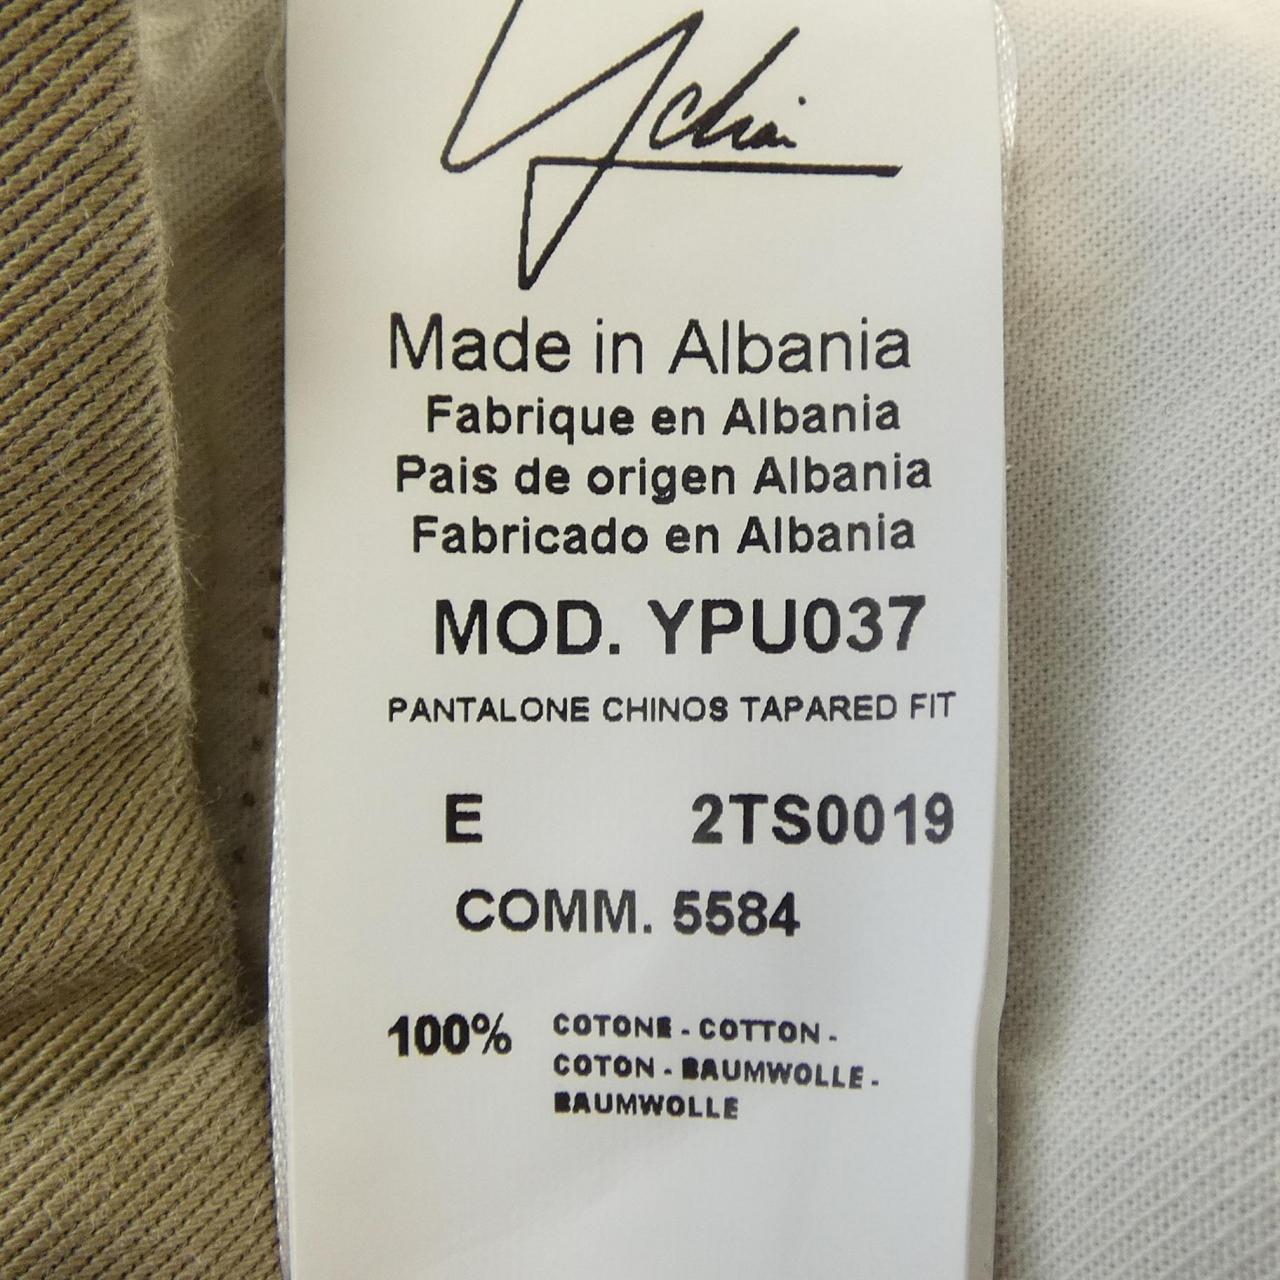 Ychai
Made in Albania
Fabrique en Albania
Pais de origen Albania
Fabricado en Albania
MOD. YPU037
PANTALONE CHINOS TAPARED FIT
E 2TS0019
COMM. 5584
100% COTONE - COTTON -
COTON - BAUMWOLLE -
BAUMWOLLE